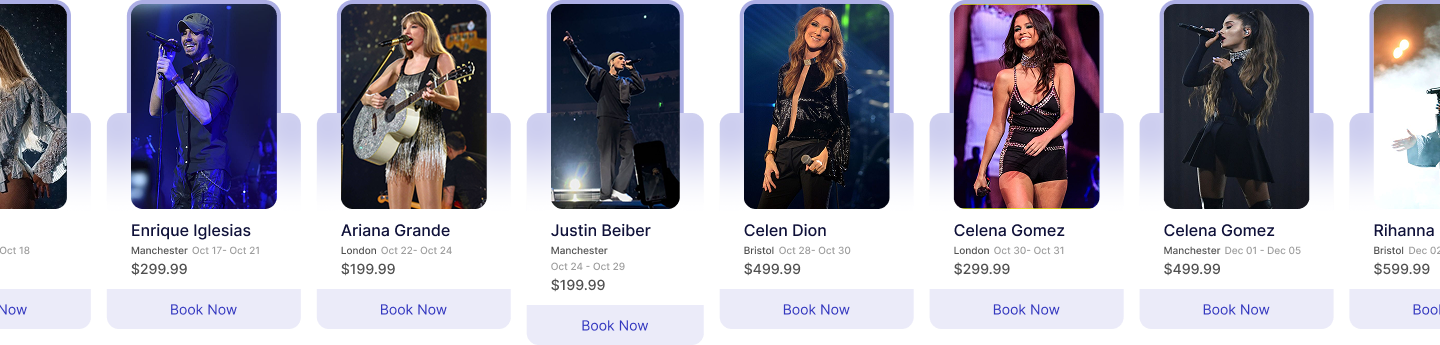 Oct 18
Now
Enrique Iglesias
Manchester Oct 17- Oct 21
$299.99
Book Now
Ariana Grande
London Oct 22- Oct 24
$199.99
Book Now
Justin Beiber
Manchester
Oct 24 - Oct 29
$199.99
Book Now
Celen Dion
Bristol Oct 28- Oct 30
$499.99
Book Now
Celena Gomez
London Oct 30- Oct 31
$299.99
Book Now
Celena Gomez
Manchester Dec 01 - Dec 05
$499.99
Book Now
Rihanna
Bristol Dec 02
$599.99
Boo